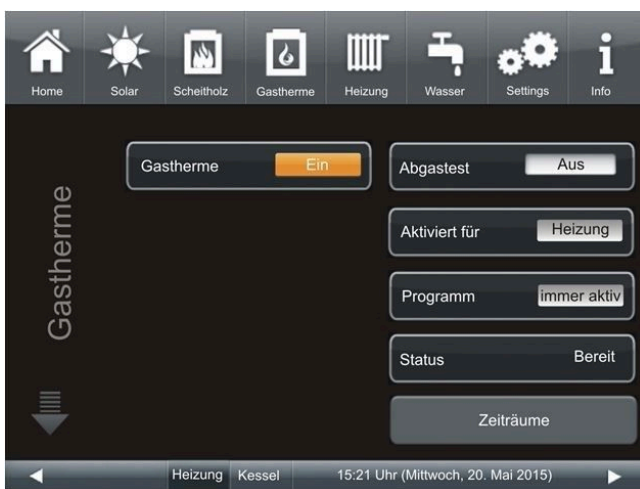 Home Solar Scheitholz Gastherme Heizung Wasser Settings Info
Gastherme
Gastherme Ein
Abgastest Aus
Aktiviert für Heizung
Programm immer aktiv
Status Bereit
Zeiträume
Heizung Kessel 15:21 Uhr (Mittwoch, 20. Mai 2015)